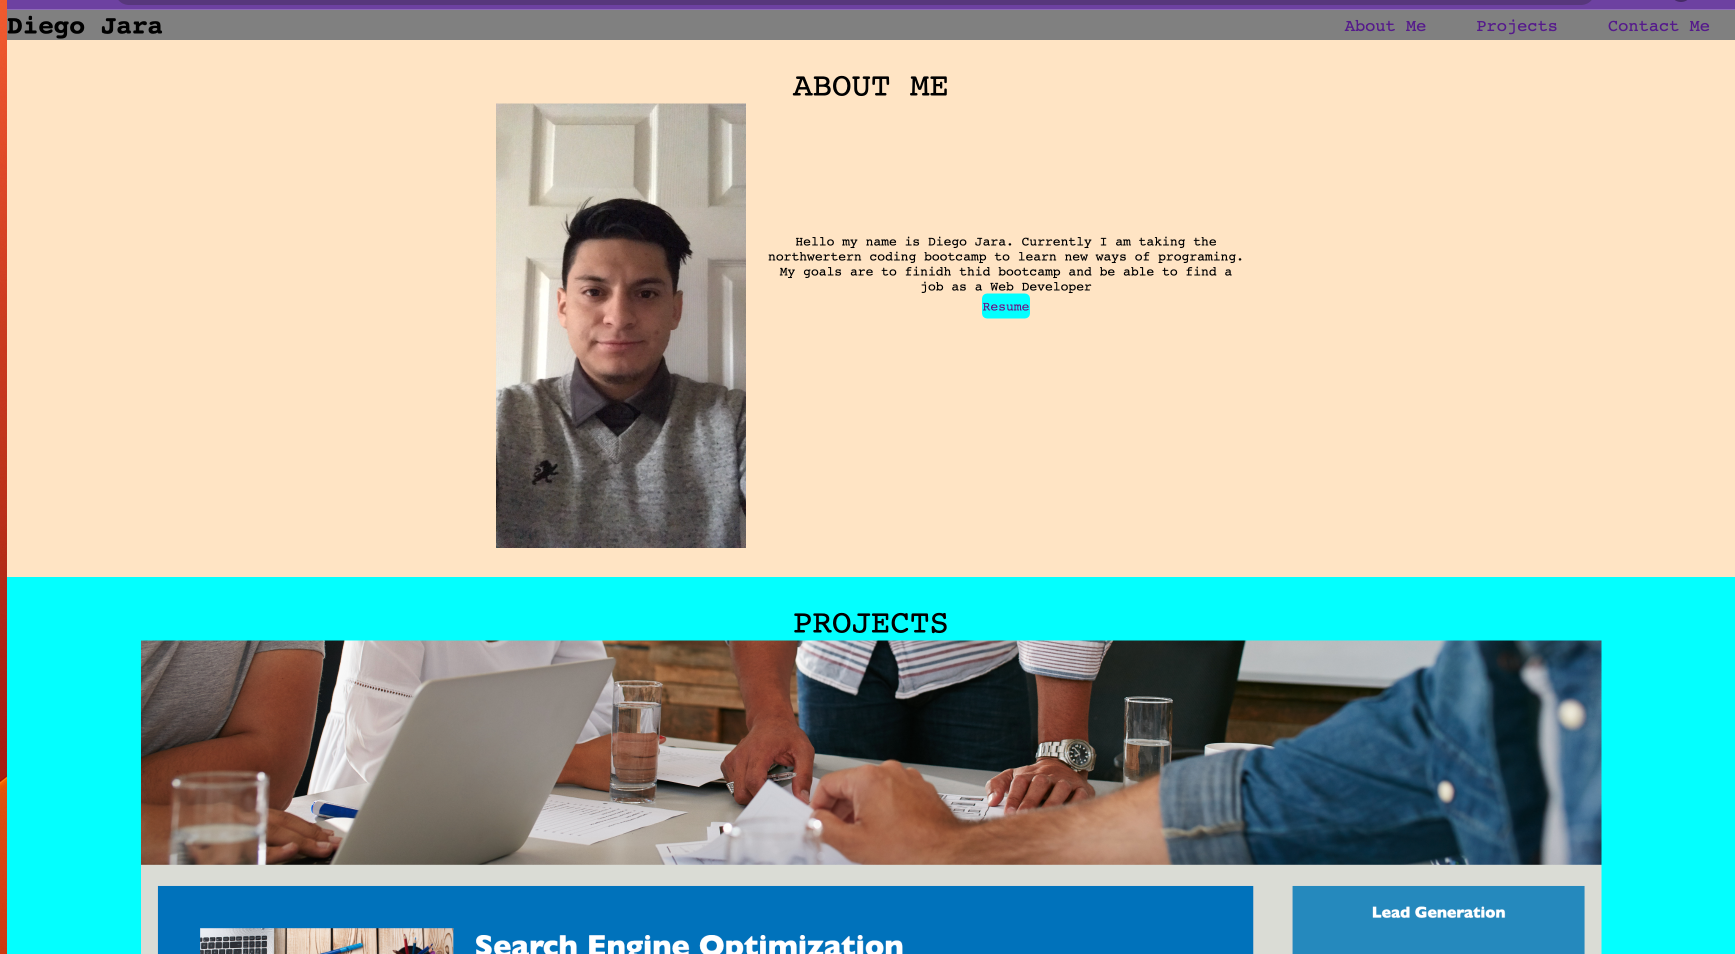 Diego Jara
About Me
Projects
Contact Me
ABOUT ME
Hello my name is Diego Jara. Currently I am taking the
northwertern coding bootcamp to learn new ways of programing.
My goals are to finidh thid bootcamp and be able to find a
job as a Web Developer
Resume
PROJECTS
Search Engine Optimization
Lead Generation